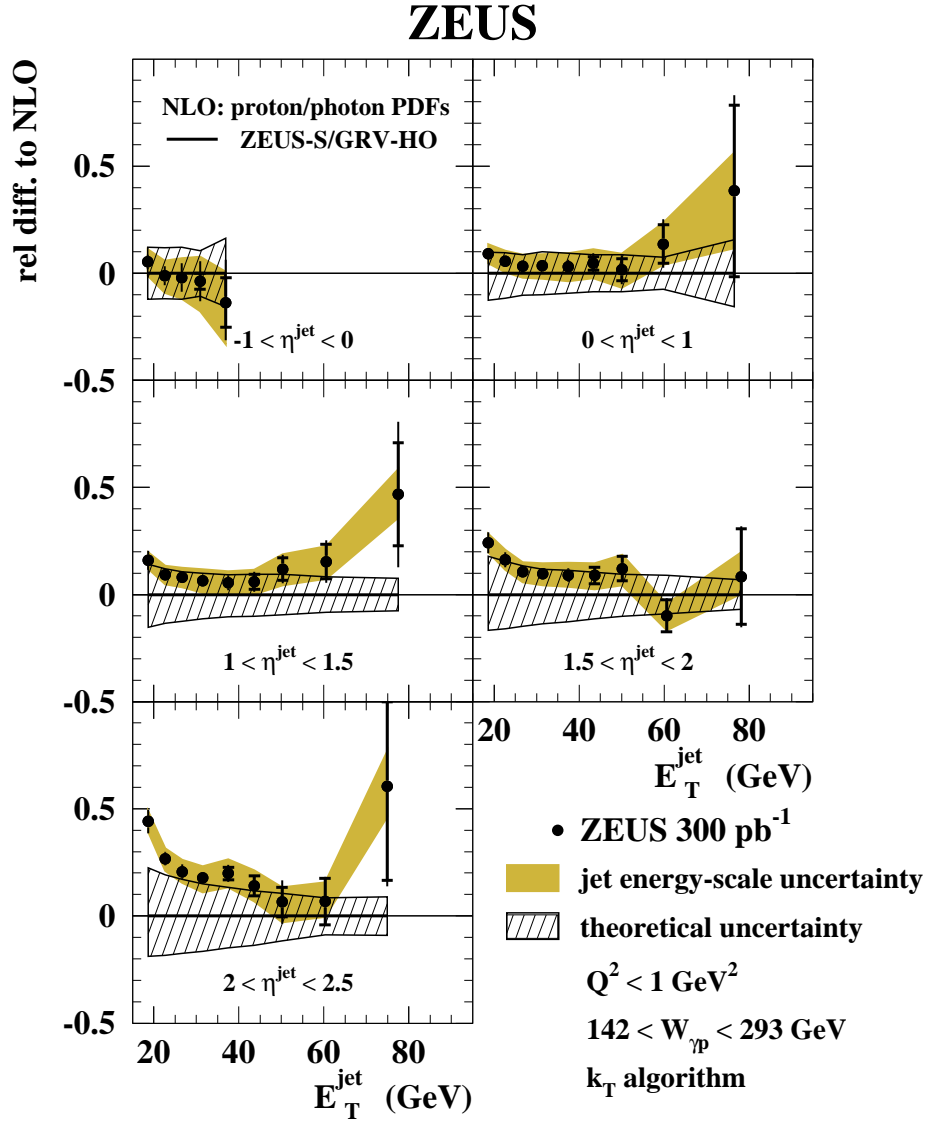 ZEUS
rel diff. to NLO
20 40 60 80
NLO: proton/photon PDFs
ZEUS-S/GRV-HO
0.5
0
-0.5
-1 < η^jet < 0
0 < η^jet < 1
0.5
0
-0.5
1 < η^jet < 1.5
1.5 < η^jet < 2
20 40 60 80
E_T^jet (GeV)
0.5
0
-0.5
2 < η^jet < 2.5
20 40 60 80
E_T^jet (GeV)
ZEUS 300 pb^-1
jet energy-scale uncertainty
theoretical uncertainty
Q^2 < 1 GeV^2
142 < W_γp < 293 GeV
k_T algorithm